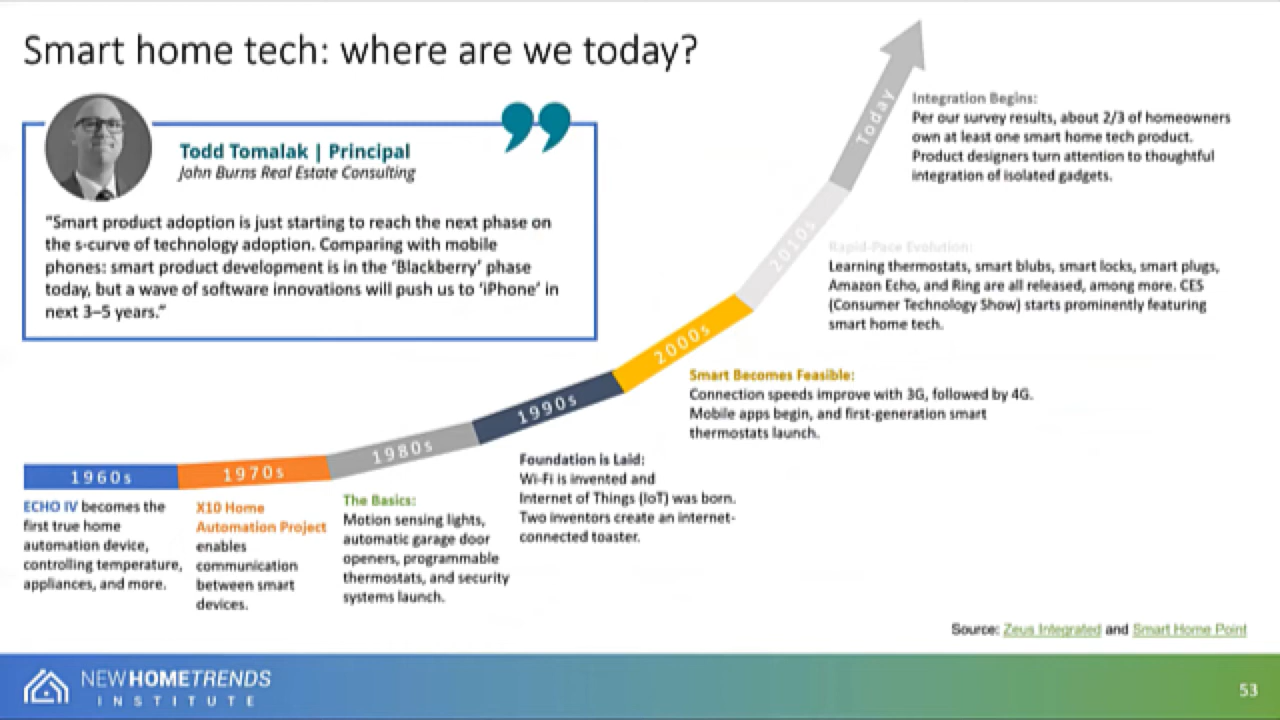 Smart home tech: where are we today?
Todd Tomalak | Principal
John Burns Real Estate Consulting
"Smart product adoption is just starting to reach the next phase on
the s-curve of technology adoption. Comparing with mobile
phones: smart product development is in the 'Blackberry' phase
today, but a wave of software innovations will push us to 'iPhone' in
next 3–5 years."
Today
Integration Begins:
Per our survey results, about 2/3 of homeowners
own at least one smart home tech product.
Product designers turn attention to thoughtful
integration of isolated gadgets.
2010s
Rapid-Pace Evolution:
Learning thermostats, smart blubs, smart locks, smart plugs,
Amazon Echo, and Ring are all released, among more. CES
(Consumer Technology Show) starts prominently featuring
smart home tech.
2000s
Smart Becomes Feasible:
Connection speeds improve with 3G, followed by 4G.
Mobile apps begin, and first-generation smart
thermostats launch.
1990s
Foundation is Laid:
Wi-Fi is invented and
Internet of Things (IoT) was born.
Two inventors create an internet-
connected toaster.
1980s
The Basics:
Motion sensing lights,
automatic garage door
openers, programmable
thermostats, and security
systems launch.
1970s
X10 Home
Automation Project
enables
communication
between smart
devices.
1960s
ECHO IV becomes the
first true home
automation device,
controlling temperature,
appliances, and more.
Source: Zeus Integrated and Smart Home Point
NEWHOMETRENDS
INSTITUTE
53